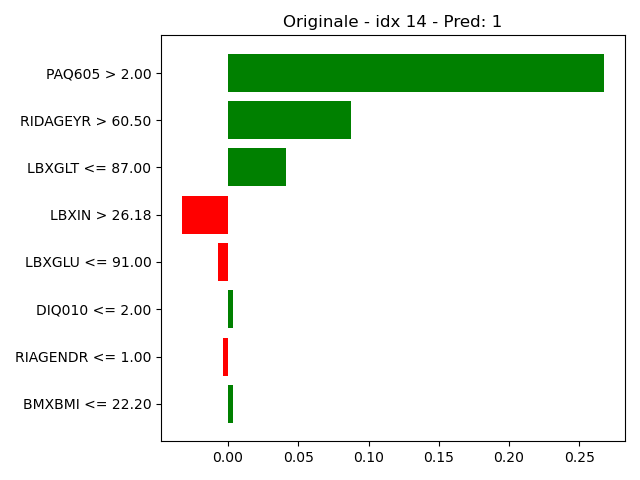 Originale - idx 14 - Pred: 1
PAQ605 > 2.00
RIDAGEYR > 60.50
LBXGLT <= 87.00
LBXIN > 26.18
LBXGLU <= 91.00
DIQ010 <= 2.00
RIAGENDR <= 1.00
BMXBMI <= 22.20
0.00 0.05 0.10 0.15 0.20 0.25